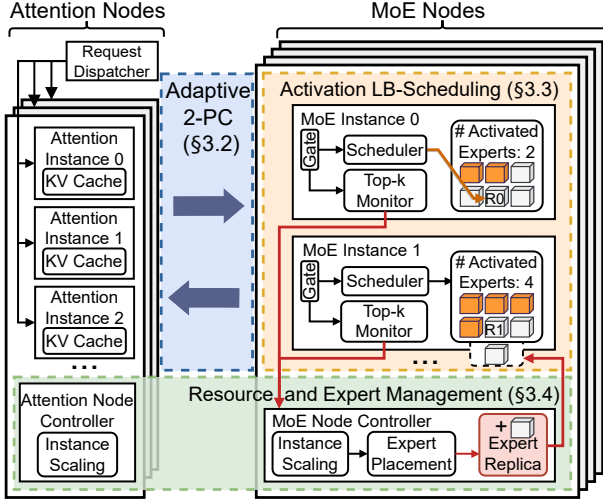 Attention Nodes
MoE Nodes
Request
Dispatcher
Adaptive
2-PC
(§3.2)
Activation LB-Scheduling (§3.3)
Attention
Instance 0
KV Cache
Attention
Instance 1
KV Cache
Attention
Instance 2
KV Cache
...
MoE Instance 0
Gate
Scheduler
Top-k
Monitor
# Activated
Experts: 2
R0
MoE Instance 1
Gate
Scheduler
Top-k
Monitor
# Activated
Experts: 4
R1
...
Resource and Expert Management (§3.4)
Attention Node
Controller
Instance
Scaling
MoE Node Controller
Instance
Scaling
Expert
Placement
+
Expert
Replica